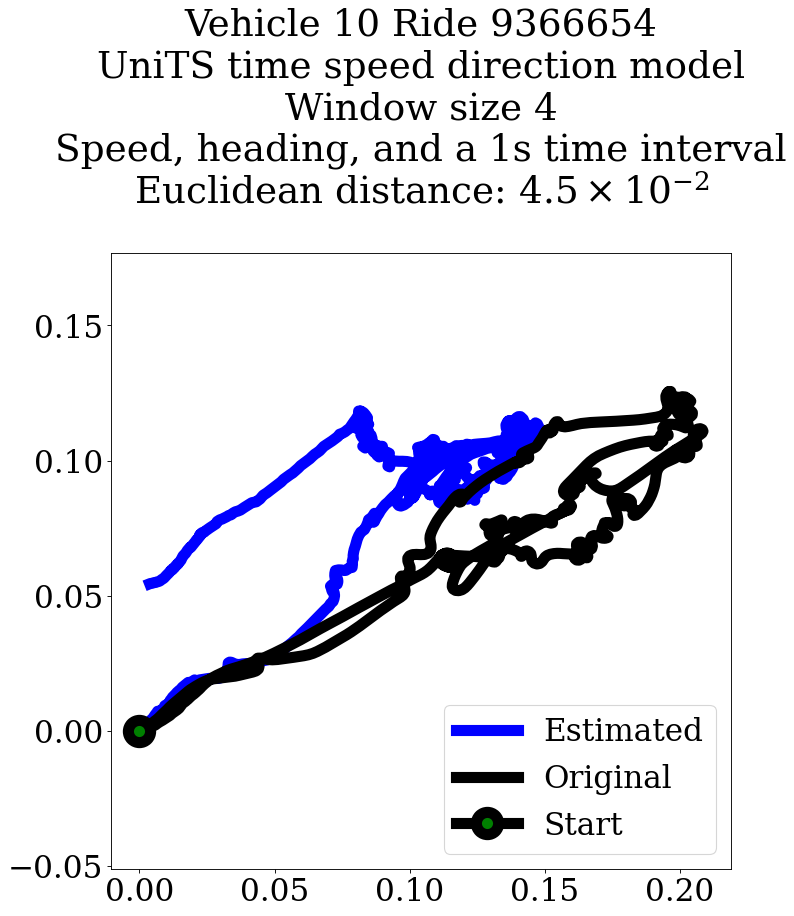 Vehicle 10 Ride 9366654
UniTS time speed direction model
Window size 4
Speed, heading, and a 1s time interval
Euclidean distance: 4.5 × 10⁻²
0.15
0.10
0.05
0.00
−0.05
0.00 0.05 0.10 0.15 0.20
Estimated
Original
Start